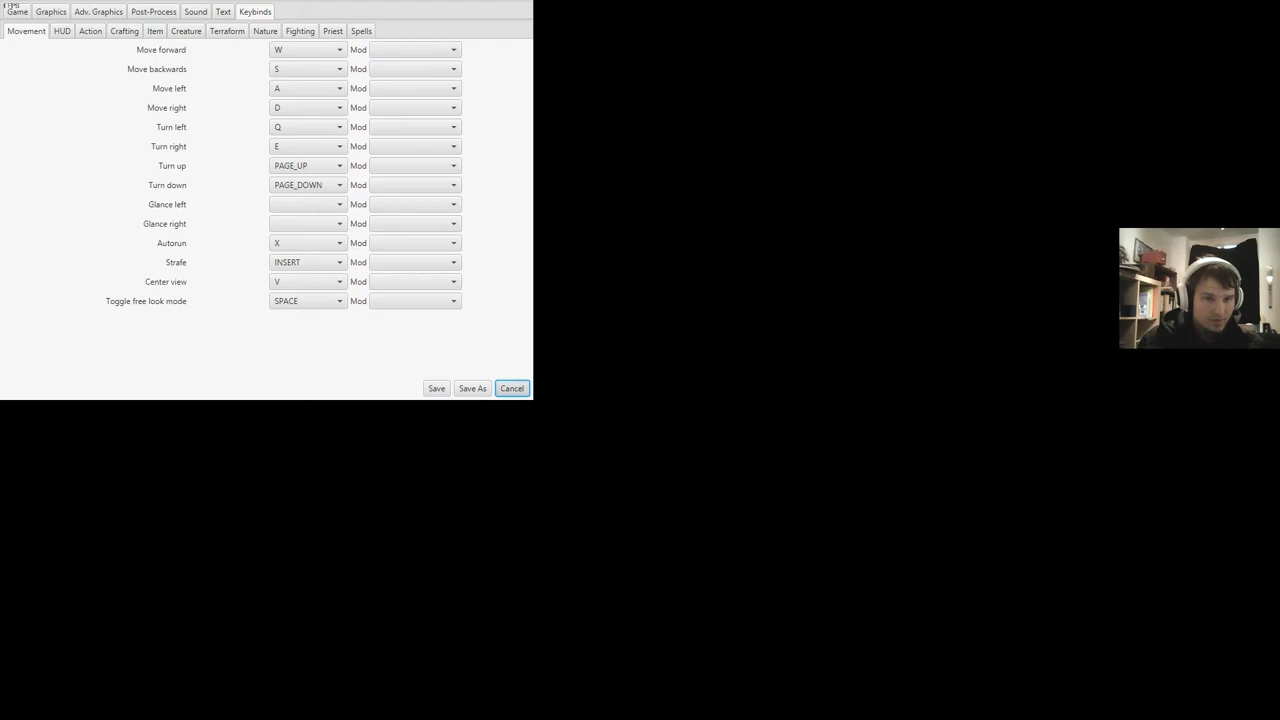 FPS
Game Graphics Adv. Graphics Post-Process Sound Text Keybinds
Movement HUD Action Crafting Item Creature Terraform Nature Fighting Priest Spells
Move forward W Mod
Move backwards S Mod
Move left A Mod
Move right D Mod
Turn left Q Mod
Turn right E Mod
Turn up PAGE_UP Mod
Turn down PAGE_DOWN Mod
Glance left Mod
Glance right Mod
Autorun X Mod
Strafe INSERT Mod
Center view V Mod
Toggle free look mode SPACE Mod
Save Save As Cancel